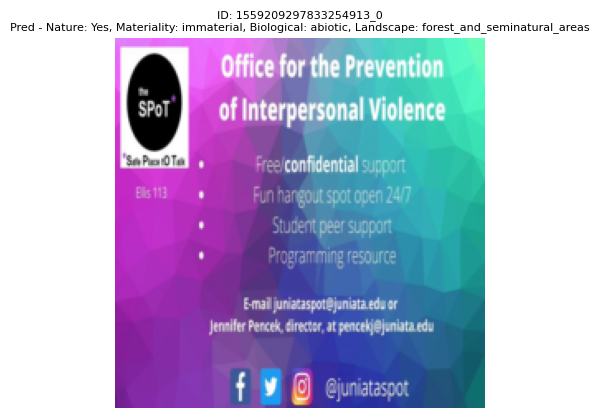 ID: 1559209297833254913_0
Pred - Nature: Yes, Materiality: immaterial, Biological: abiotic, Landscape: forest_and_seminatural_areas
the
SPoT*
*Safe Place tO Talk
Ellis 113
Office for the Prevention
of Interpersonal Violence
• Free/confidential support
• Fun hangout spot open 24/7
• Student peer support
• Programming resource
E-mail juniataspot@juniata.edu or
Jennifer Pencek, director, at pencekj@juniata.edu
@juniataspot